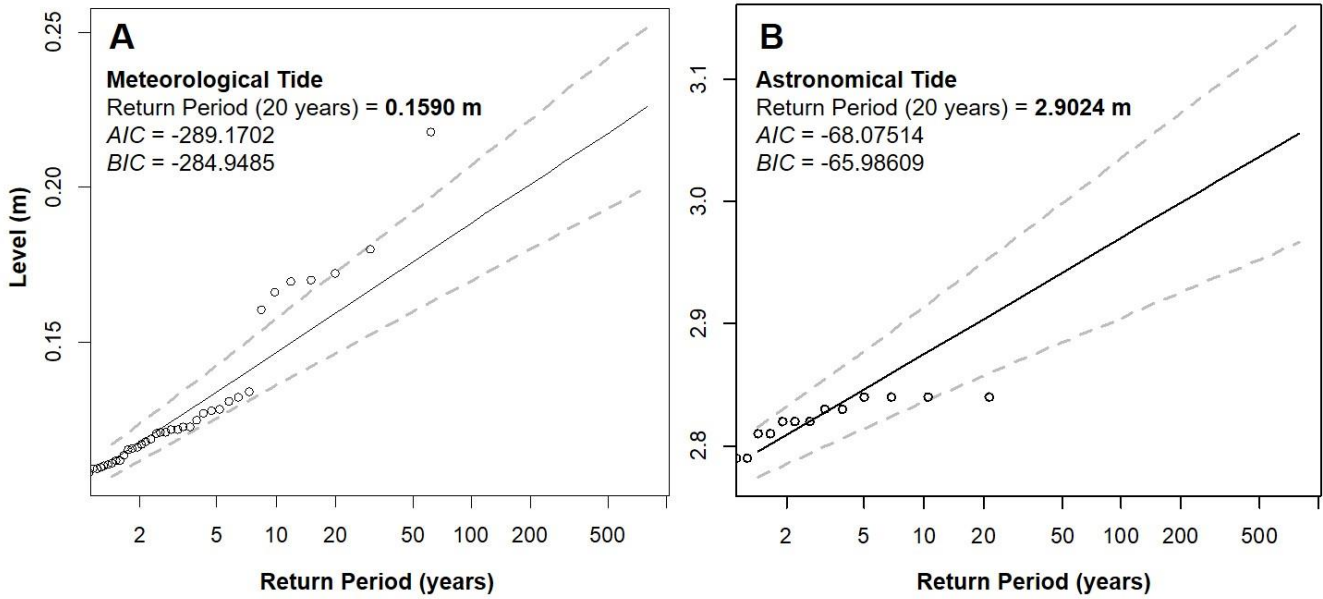 A
Meteorological Tide
Return Period (20 years) = 0.1590 m
AIC = -289.1702
BIC = -284.9485
Level (m)
0.25
0.20
0.15
2 5 10 20 50 100 200 500
Return Period (years)
B
Astronomical Tide
Return Period (20 years) = 2.9024 m
AIC = -68.07514
BIC = -65.98609
3.1
3.0
2.9
2.8
2 5 10 20 50 100 200 500
Return Period (years)